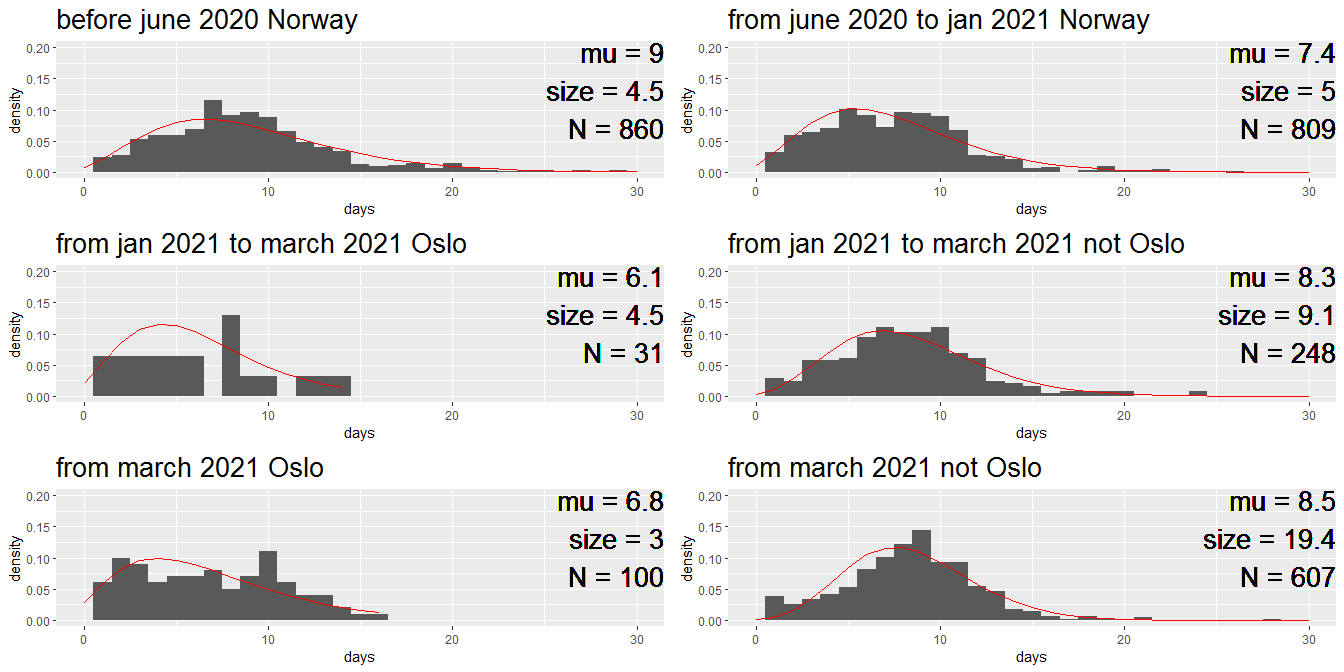 before june 2020 Norway
0.20
0.15
0.10
0.05
0.00
density
mu = 9
size = 4.5
N = 860
0 10 20 30
days
from june 2020 to jan 2021 Norway
0.20
0.15
0.10
0.05
0.00
density
mu = 7.4
size = 5
N = 809
0 10 20 30
days
from jan 2021 to march 2021 Oslo
0.20
0.15
0.10
0.05
0.00
density
mu = 6.1
size = 4.5
N = 31
0 10 20 30
days
from jan 2021 to march 2021 not Oslo
0.20
0.15
0.10
0.05
0.00
density
mu = 8.3
size = 9.1
N = 248
0 10 20 30
days
from march 2021 Oslo
0.20
0.15
0.10
0.05
0.00
density
mu = 6.8
size = 3
N = 100
0 10 20 30
days
from march 2021 not Oslo
0.20
0.15
0.10
0.05
0.00
density
mu = 8.5
size = 19.4
N = 607
0 10 20 30
days